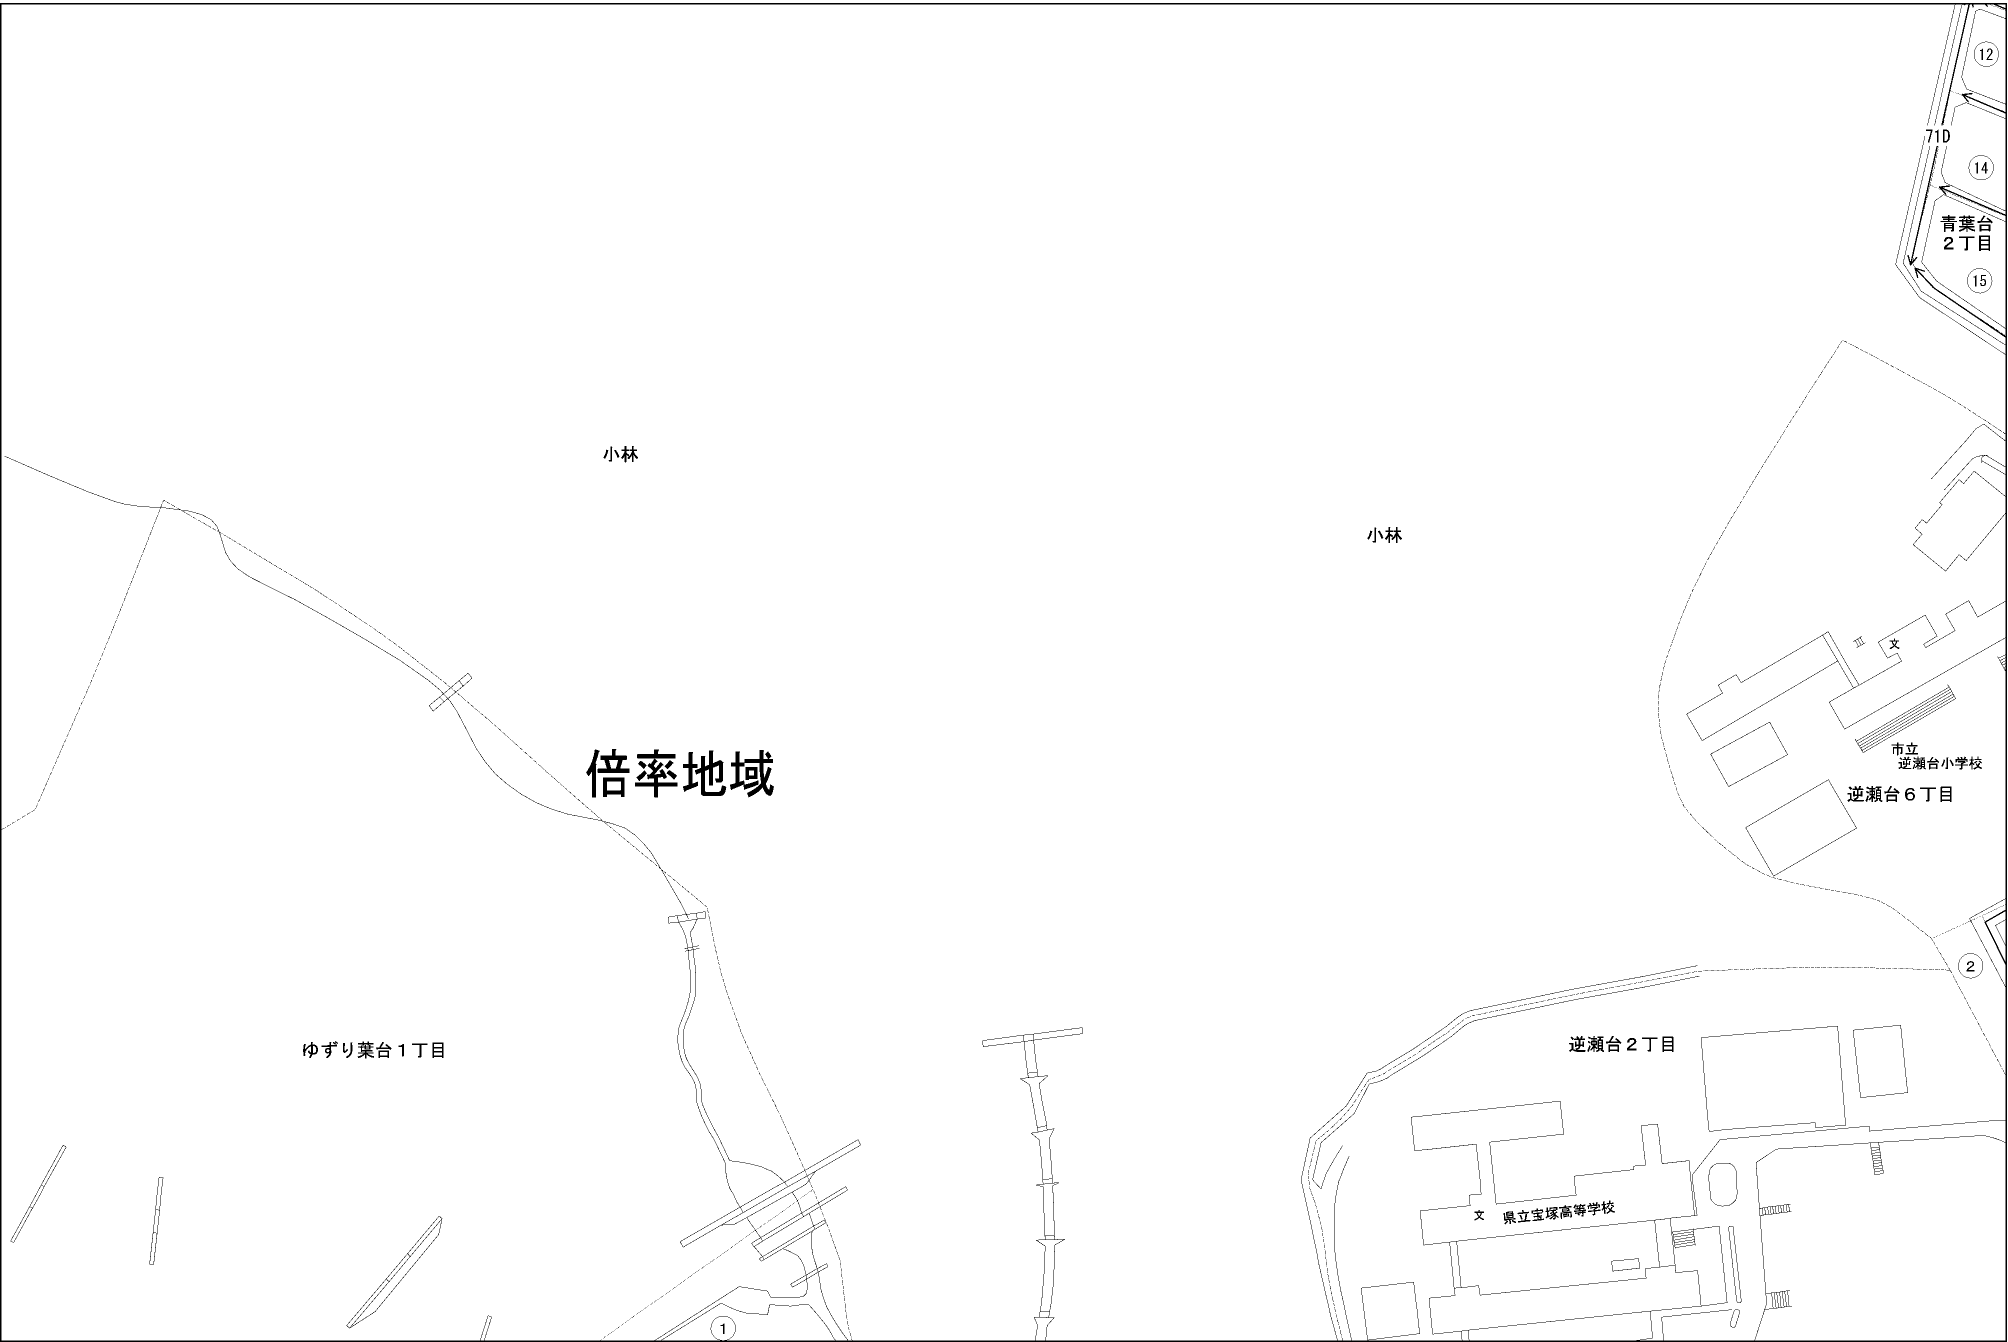 12
71D
14
青葉台
2丁目
15
小林
小林
文
倍率地域
市立
逆瀬台小学校
逆瀬台6丁目
2
逆瀬台2丁目
ゆずり葉台1丁目
文 県立宝塚高等学校
1